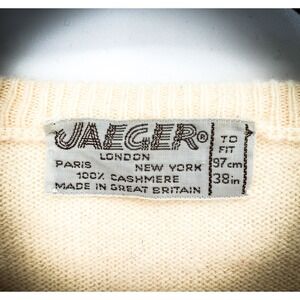 JAEGER®
LONDON
PARIS NEW YORK
100% CASHMERE
MADE IN GREAT BRITAIN
TO
FIT
97cm
38in